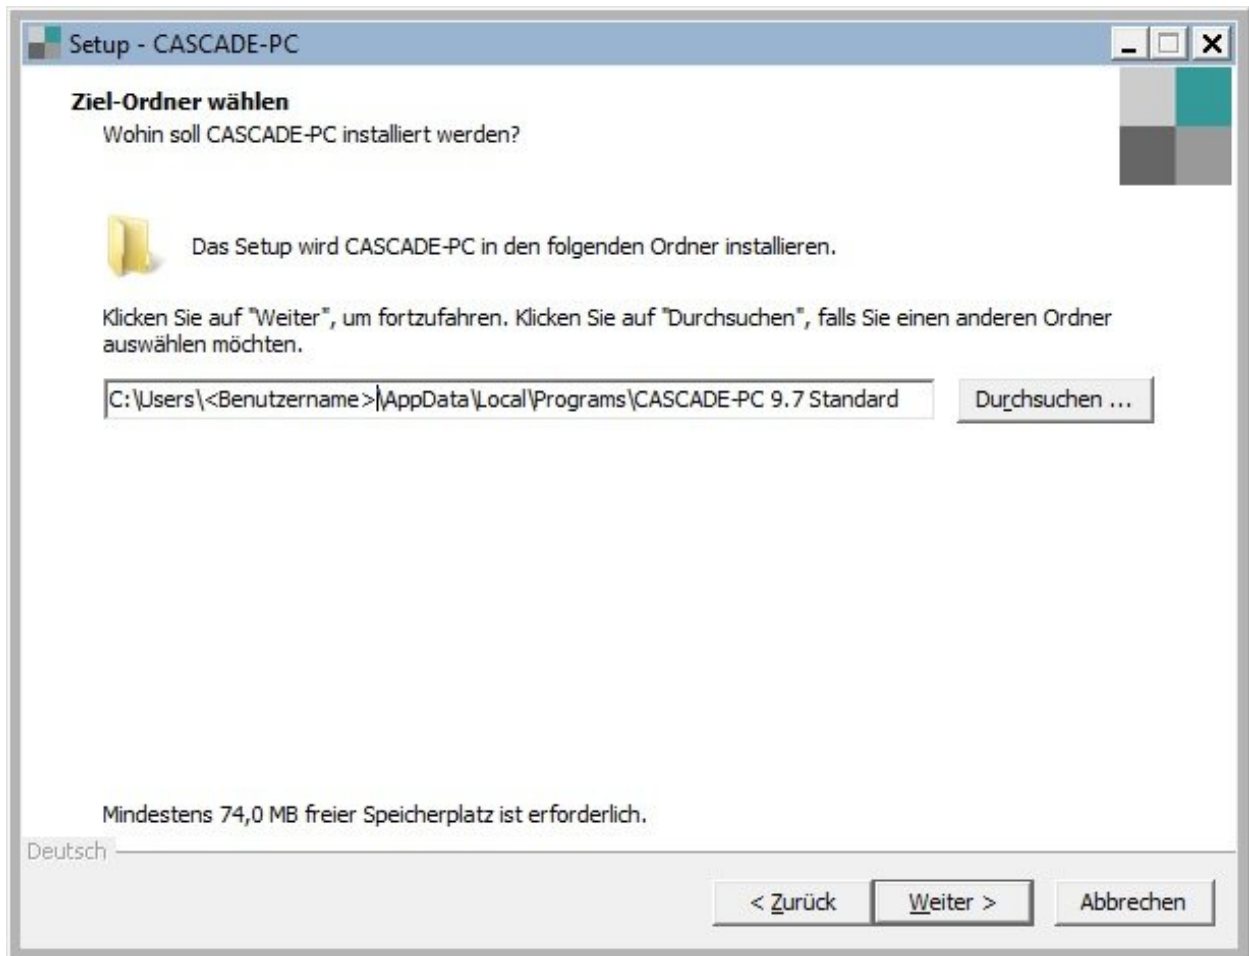 Setup - CASCADE-PC
Ziel-Ordner wählen
Wohin soll CASCADE-PC installiert werden?
Das Setup wird CASCADE-PC in den folgenden Ordner installieren.
Klicken Sie auf "Weiter", um fortzufahren. Klicken Sie auf "Durchsuchen", falls Sie einen anderen Ordner
auswählen möchten.
C:\Users\<Benutzername>\AppData\Local\Programs\CASCADE-PC 9.7 Standard
Durchsuchen ...
Mindestens 74,0 MB freier Speicherplatz ist erforderlich.
Deutsch
< Zurück
Weiter >
Abbrechen